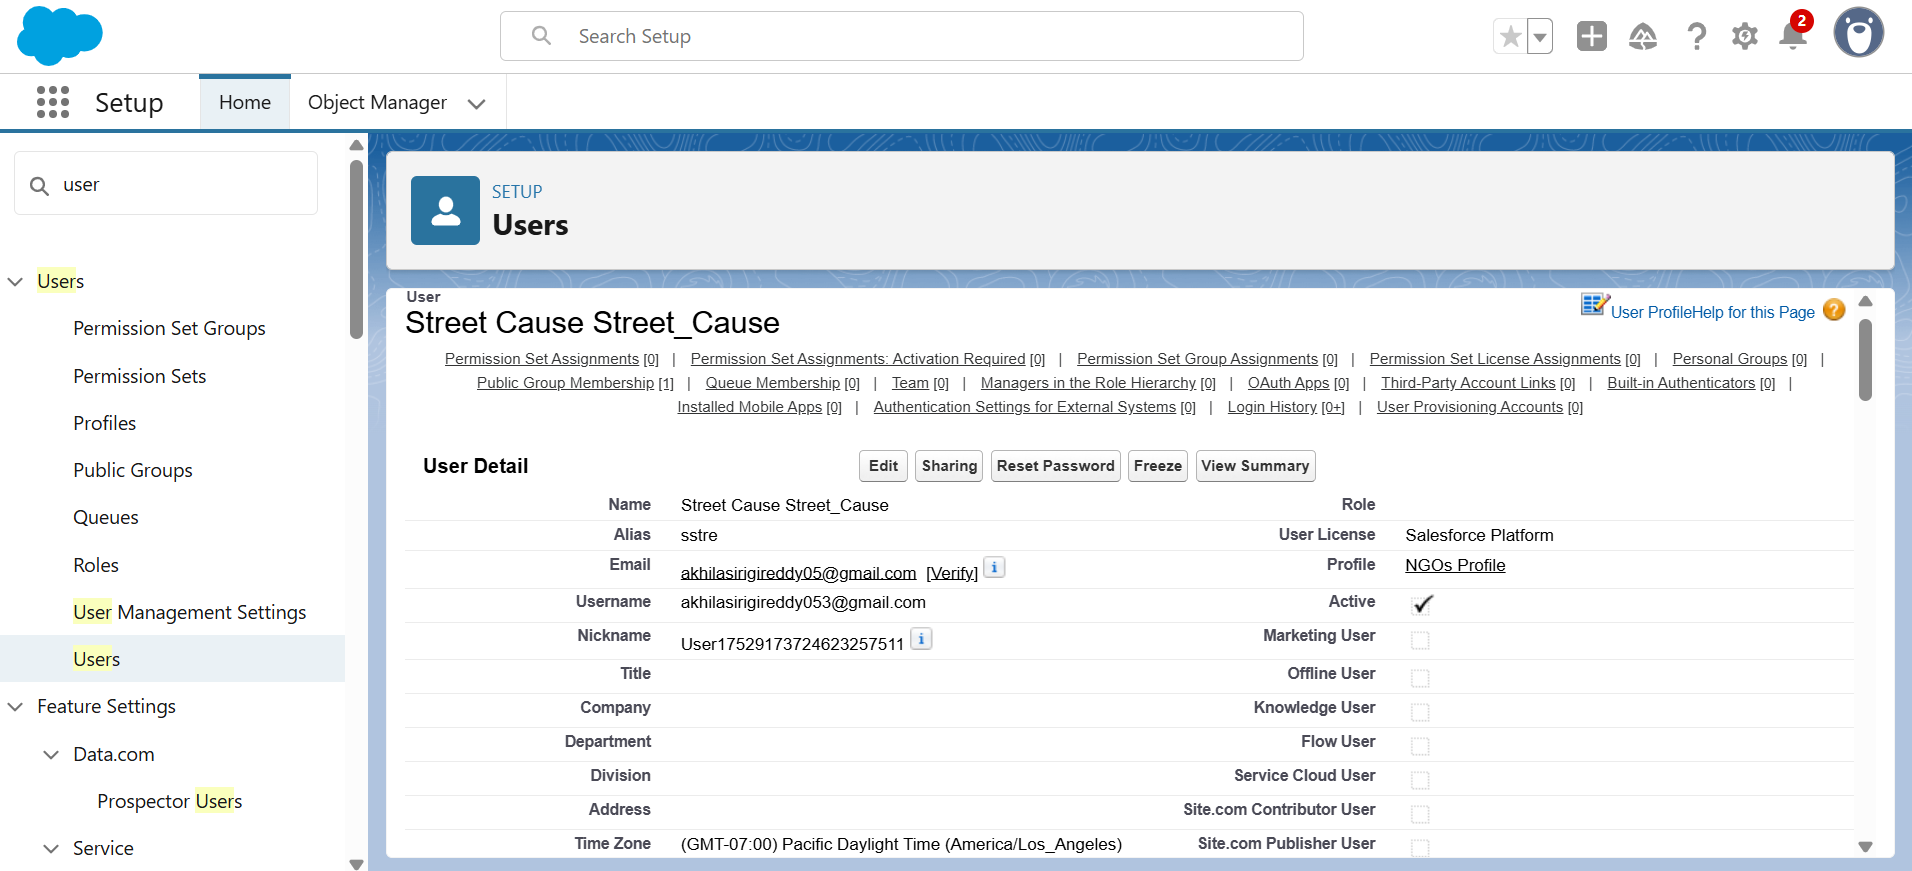 Search Setup
2
Setup
Home
Object Manager
user
Users
Permission Set Groups
Permission Sets
Profiles
Public Groups
Queues
Roles
User Management Settings
Users
Feature Settings
Data.com
Prospector Users
Service
SETUP
Users
User
Street Cause Street_Cause
User ProfileHelp for this Page ?
Permission Set Assignments [0] | Permission Set Assignments: Activation Required [0] | Permission Set Group Assignments [0] | Permission Set License Assignments [0] | Personal Groups [0] |
Public Group Membership [1] | Queue Membership [0] | Team [0] | Managers in the Role Hierarchy [0] | OAuth Apps [0] | Third-Party Account Links [0] | Built-in Authenticators [0] |
Installed Mobile Apps [0] | Authentication Settings for External Systems [0] | Login History [0+] | User Provisioning Accounts [0]
User Detail
Edit Sharing Reset Password Freeze View Summary
Name Street Cause Street_Cause Role
Alias sstre User License Salesforce Platform
Email akhilasirigireddy05@gmail.com [Verify] i Profile NGOs Profile
Username akhilasirigireddy053@gmail.com Active
Nickname User17529173724623257511 i Marketing User
Title Offline User
Company Knowledge User
Department Flow User
Division Service Cloud User
Address Site.com Contributor User
Time Zone (GMT-07:00) Pacific Daylight Time (America/Los_Angeles) Site.com Publisher User